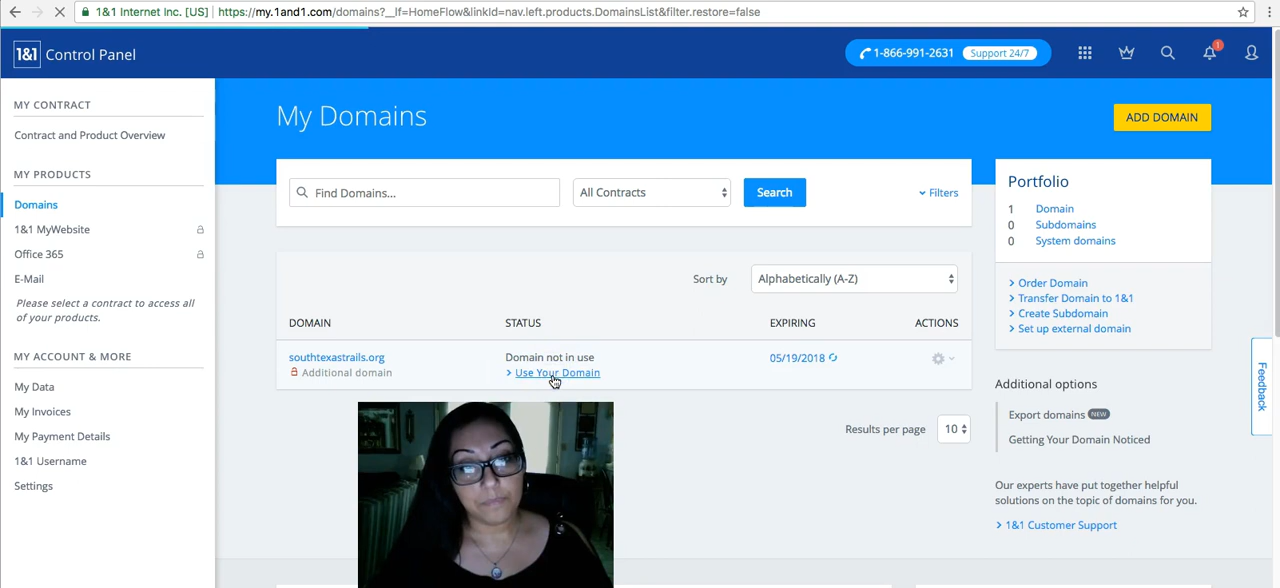 1&1 Internet Inc. [US] https://my.1and1.com/domains?__lf=HomeFlow&linkId=nav.left.products.DomainsList&filter.restore=false
1&1 Control Panel
1-866-991-2631 Support 24/7
1
MY CONTRACT
Contract and Product Overview
MY PRODUCTS
Domains
1&1 MyWebsite
Office 365
E-Mail
Please select a contract to access all
of your products.
MY ACCOUNT & MORE
My Data
My Invoices
My Payment Details
1&1 Username
Settings
My Domains
ADD DOMAIN
Find Domains...
All Contracts
Search
Filters
Sort by
Alphabetically (A-Z)
DOMAIN STATUS EXPIRING ACTIONS
southtexastrails.org Domain not in use 05/19/2018
Additional domain > Use Your Domain
Results per page 10
Portfolio
1 Domain
0 Subdomains
0 System domains
> Order Domain
> Transfer Domain to 1&1
> Create Subdomain
> Set up external domain
Additional options
Export domains NEW
Getting Your Domain Noticed
Our experts have put together helpful
solutions on the topic of domains for you.
> 1&1 Customer Support
Feedback